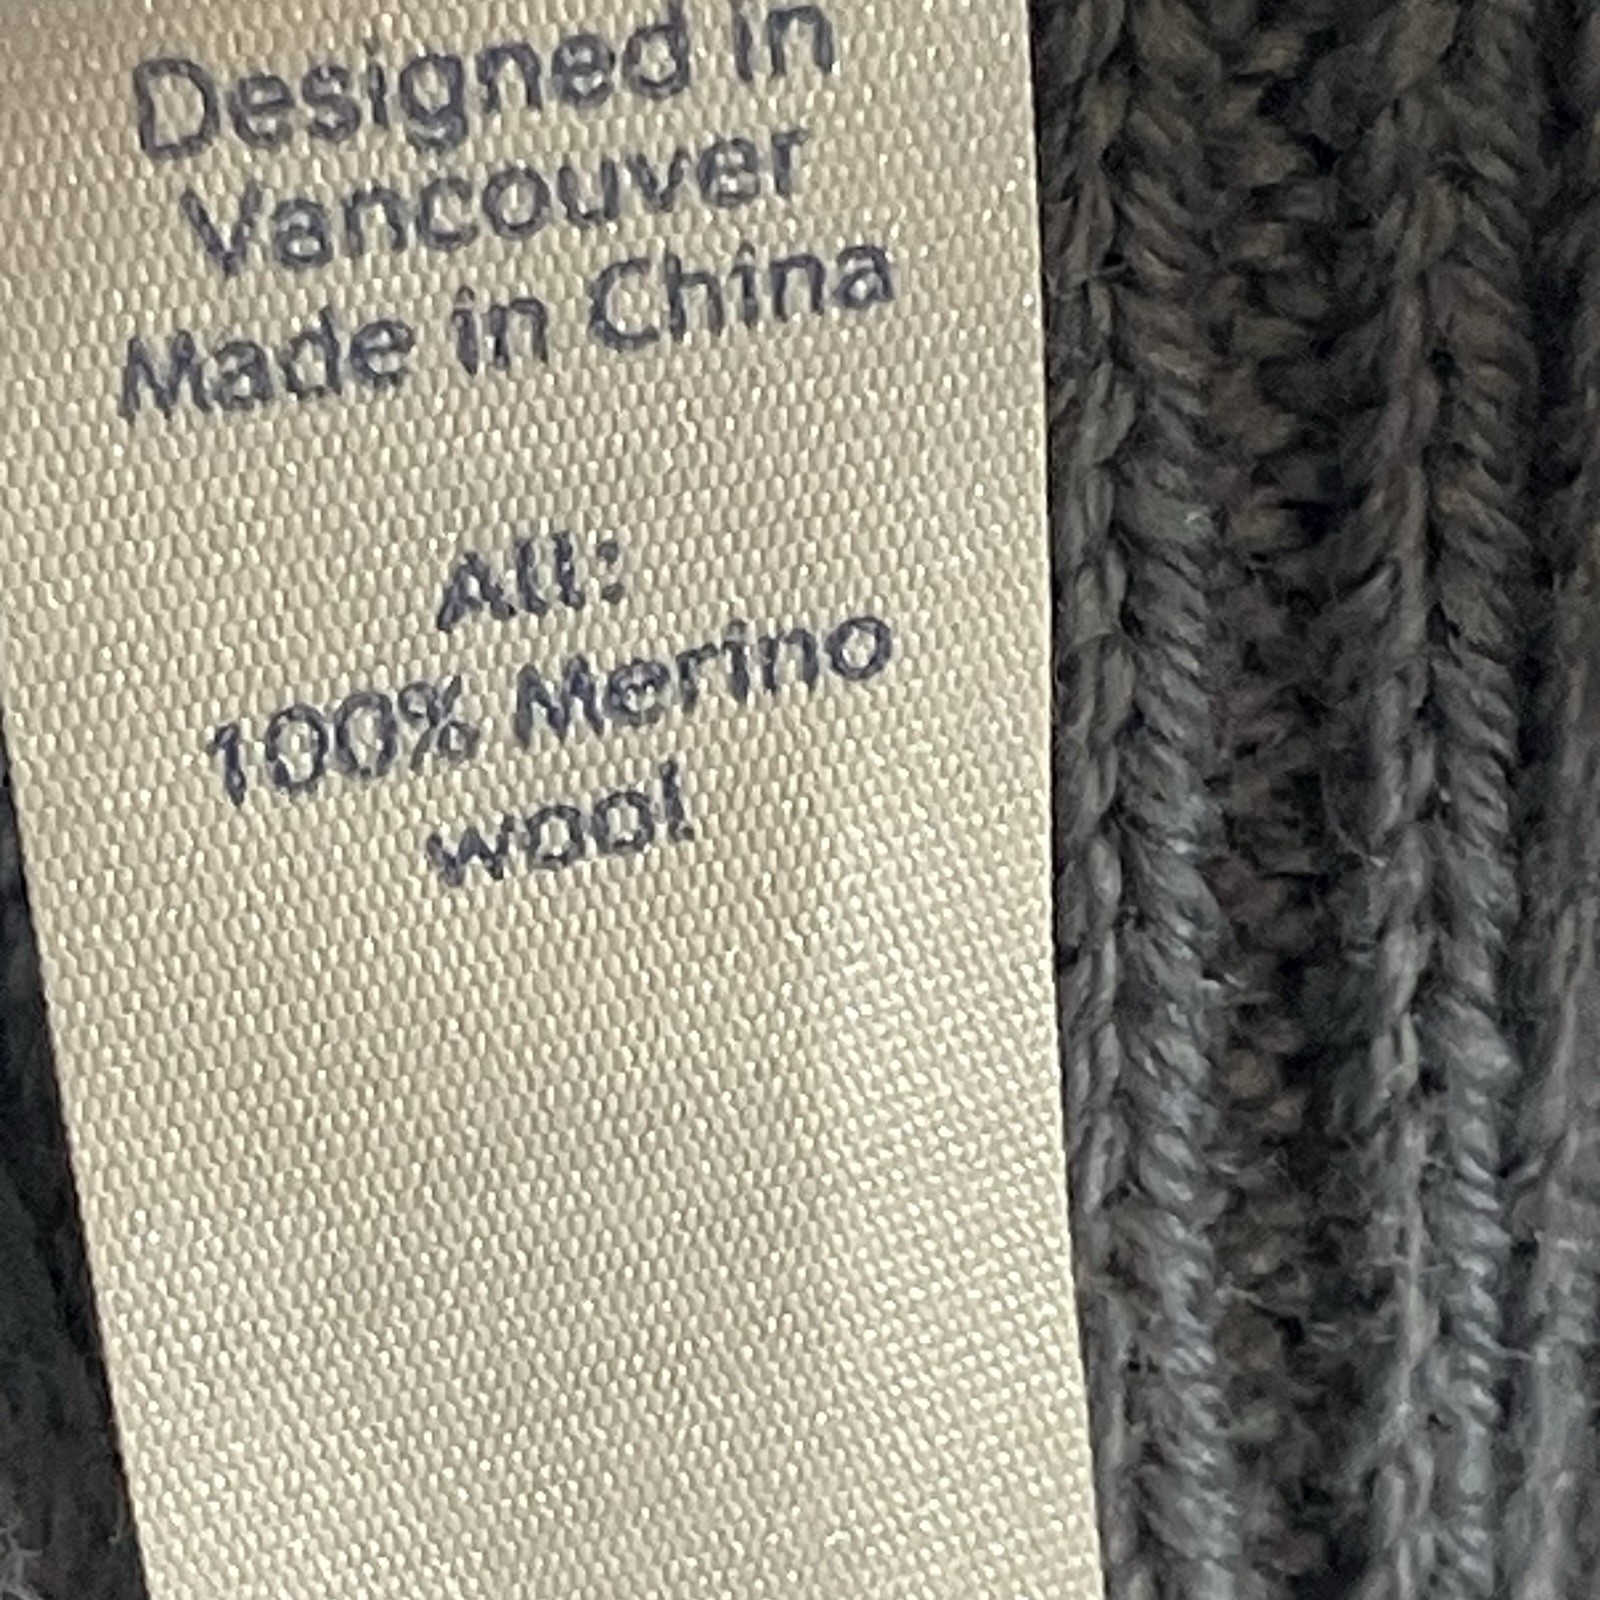 Designed in
Vancouver
Made in China
All:
100% Merino
wool